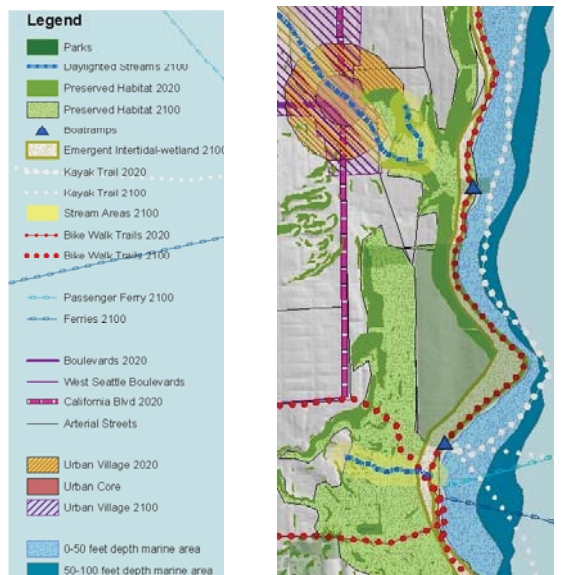 Legend
Parks
Daylighted Streams 2100
Preserved Habitat 2020
Preserved Habitat 2100
Boatramps
Emergent Intertidal-wetland 2100
Kayak Trail 2020
Kayak Trail 2100
Stream Areas 2100
Bike Walk Trails 2020
Bike Walk Trails 2100
Passenger Ferry 2100
Ferries 2100
Boulevards 2020
West Seattle Boulevards
California Blvd 2020
Arterial Streets
Urban Village 2020
Urban Core
Urban Village 2100
0-50 feet depth marine area
50-100 feet depth marine area